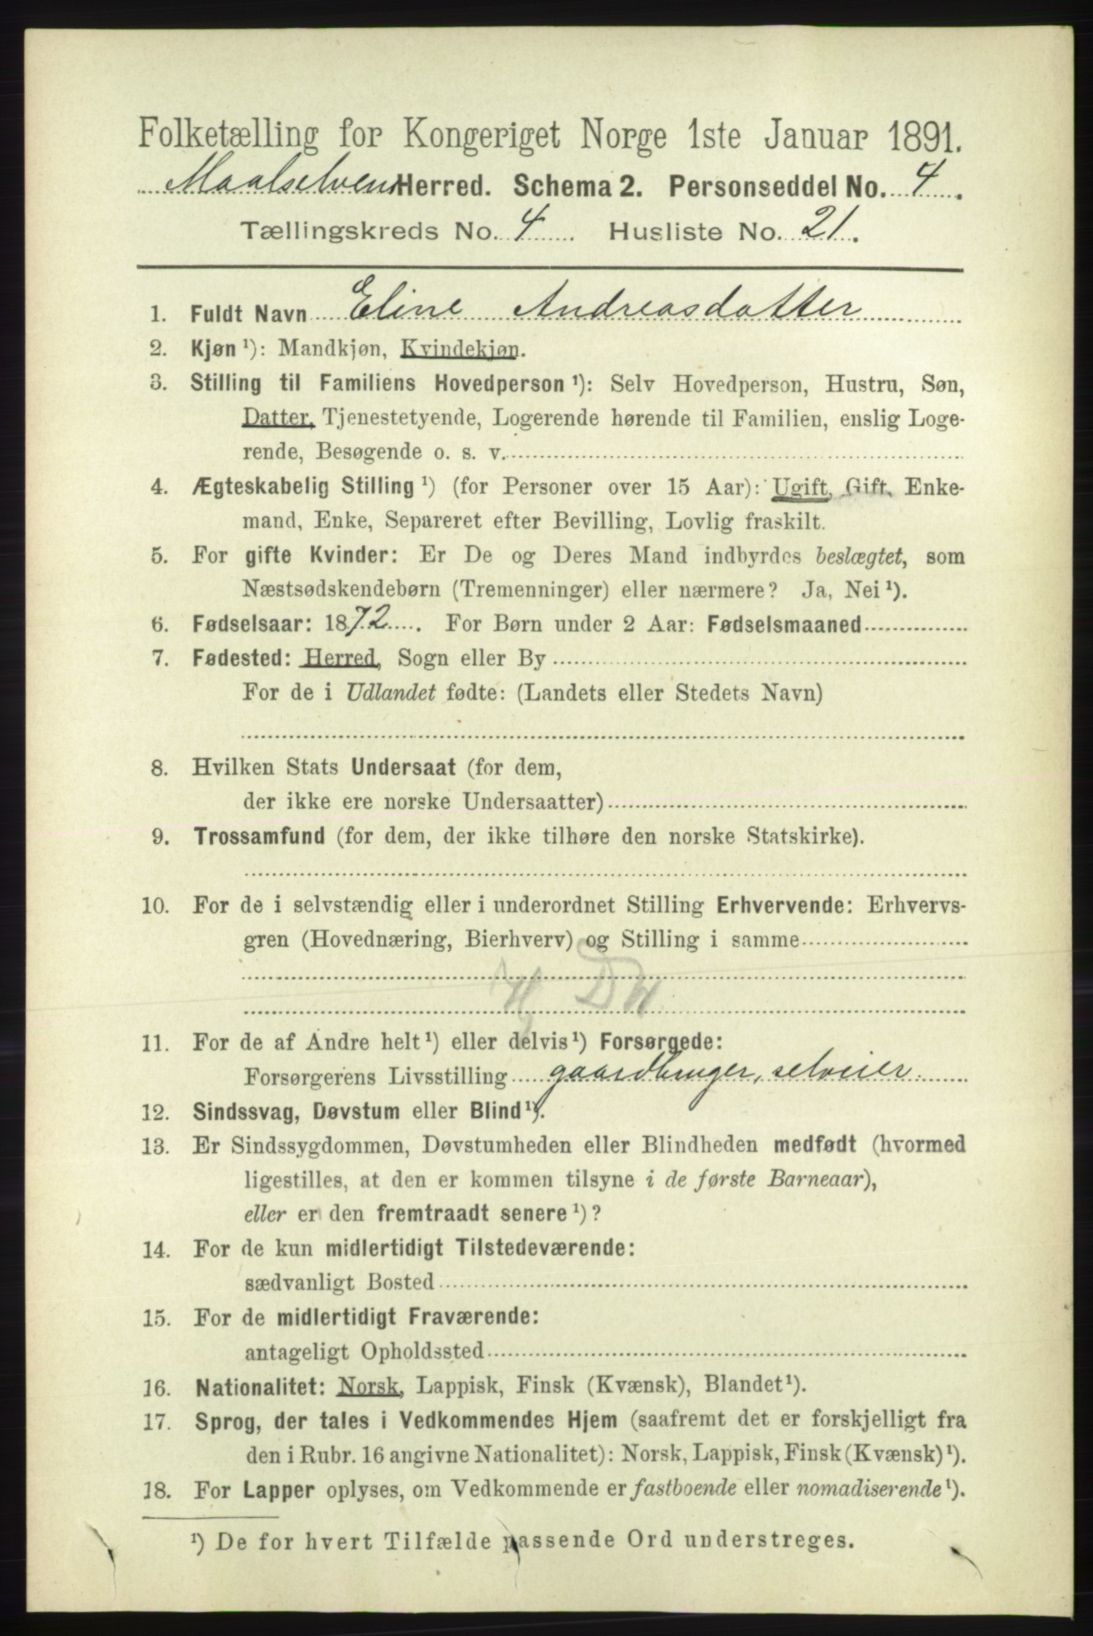 Folketælling for Kongeriget Norge 1ste Januar 1891.
Maalselvens Herred. Schema 2. Personseddel No. 4.
Tællingskreds No. 4. Husliste No. 21.
1. Fuldt Navn Eline Andreasdatter
2. Kjøn ¹): Mandkjøn, Kvindekjøn.
3. Stilling til Familiens Hovedperson ¹): Selv Hovedperson, Hustru, Søn,
Datter, Tjenestetyende, Logerende hørende til Familien, enslig Loge-
rende, Besøgende o. s. v.
4. Ægteskabelig Stilling ¹) (for Personer over 15 Aar): Ugift, Gift, Enke-
mand, Enke, Separeret efter Bevilling, Lovlig fraskilt.
5. For gifte Kvinder: Er De og Deres Mand indbyrdes beslægtet, som
Næstsødskendebørn (Tremenninger) eller nærmere? Ja, Nei ¹).
6. Fødselsaar: 1872. For Børn under 2 Aar: Fødselsmaaned
7. Fødested: Herred, Sogn eller By
For de i Udlandet fødte: (Landets eller Stedets Navn)
8. Hvilken Stats Undersaat (for dem,
der ikke ere norske Undersaatter)
9. Trossamfund (for dem, der ikke tilhøre den norske Statskirke).
10. For de i selvstændig eller i underordnet Stilling Erhvervende: Erhvervs-
gren (Hovednæring, Bierhverv) og Stilling i samme
11. For de af Andre helt ¹) eller delvis ¹) Forsørgede:
Forsørgerens Livsstilling gaardbruger, selveier
12. Sindssvag, Døvstum eller Blind ¹).
13. Er Sindssygdommen, Døvstumheden eller Blindheden medfødt (hvormed
ligestilles, at den er kommen tilsyne i de første Barneaar),
eller er den fremtraadt senere ¹)?
14. For de kun midlertidigt Tilstedeværende:
sædvanligt Bosted
15. For de midlertidigt Fraværende:
antageligt Opholdssted
16. Nationalitet: Norsk, Lappisk, Finsk (Kvænsk), Blandet ¹).
17. Sprog, der tales i Vedkommendes Hjem (saafremt det er forskjelligt fra
den i Rubr. 16 angivne Nationalitet): Norsk, Lappisk, Finsk (Kvænsk) ¹).
18. For Lapper oplyses, om Vedkommende er fastboende eller nomadiserende ¹).
¹) De for hvert Tilfælde passende Ord understreges.